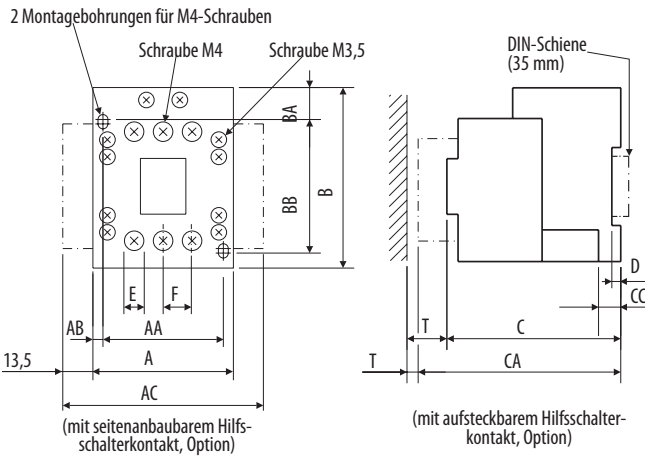 2 Montagebohrungen für M4-Schrauben
Schraube M4
Schraube M3,5
DIN-Schiene
(35 mm)
BA
BB
B
E
F
D
CC
AB
AA
T
C
13,5
A
T
CA
AC
(mit seitenanbaubarem Hilfs-
schalterkontakt, Option)
(mit aufsteckbarem Hilfsschalter-
kontakt, Option)